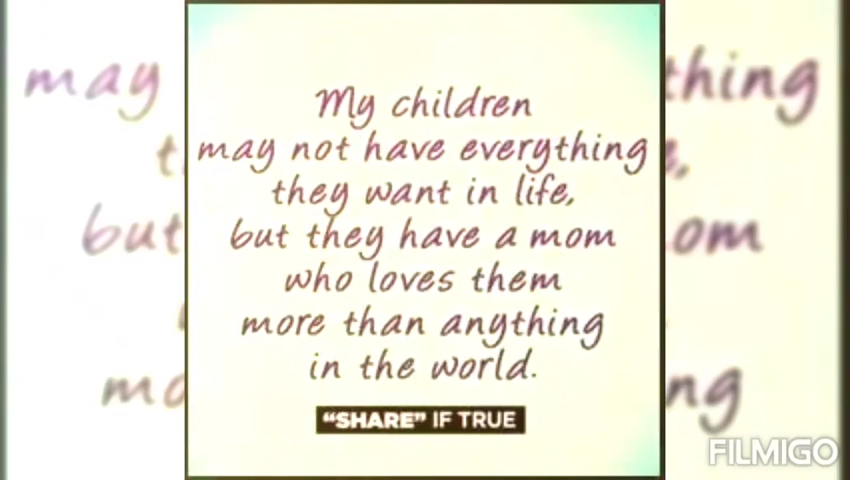 My children
may not have everything
they want in life,
but they have a mom
who loves them
more than anything
in the world.
"SHARE" IF TRUE
FILMIGO